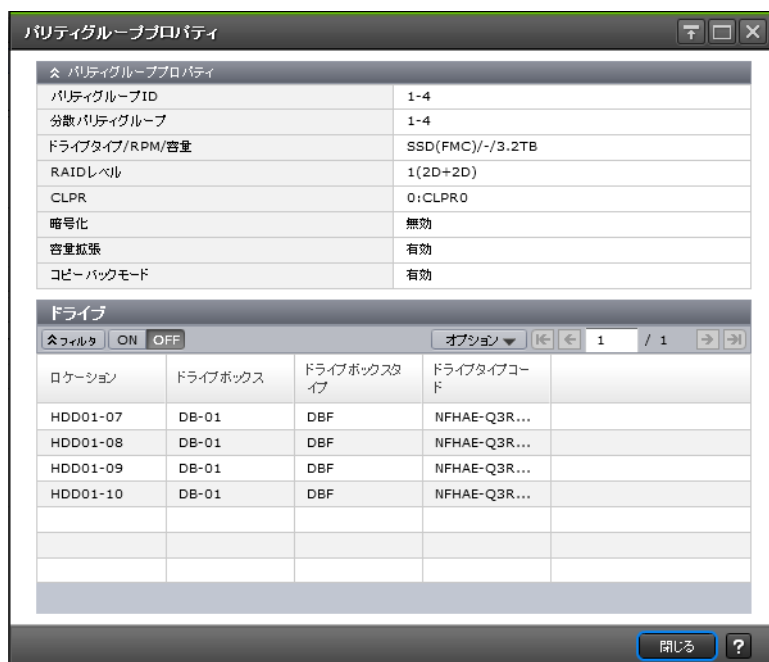 パリティグループプロパティ
パリティグループプロパティ
パリティグループID 1-4
分散パリティグループ 1-4
ドライブタイプ/RPM/容量 SSD(FMC)/-/3.2TB
RAIDレベル 1(2D+2D)
CLPR 0:CLPR0
暗号化 無効
容量拡張 有効
コピーバックモード 有効
ドライブ
フィルタ ON OFF オプション 1 / 1
ロケーション ドライブボックス ドライブボックスタ ドライブタイプコー
イプ ド
HDD01-07 DB-01 DBF NFHAE-Q3R...
HDD01-08 DB-01 DBF NFHAE-Q3R...
HDD01-09 DB-01 DBF NFHAE-Q3R...
HDD01-10 DB-01 DBF NFHAE-Q3R...
閉じる ?